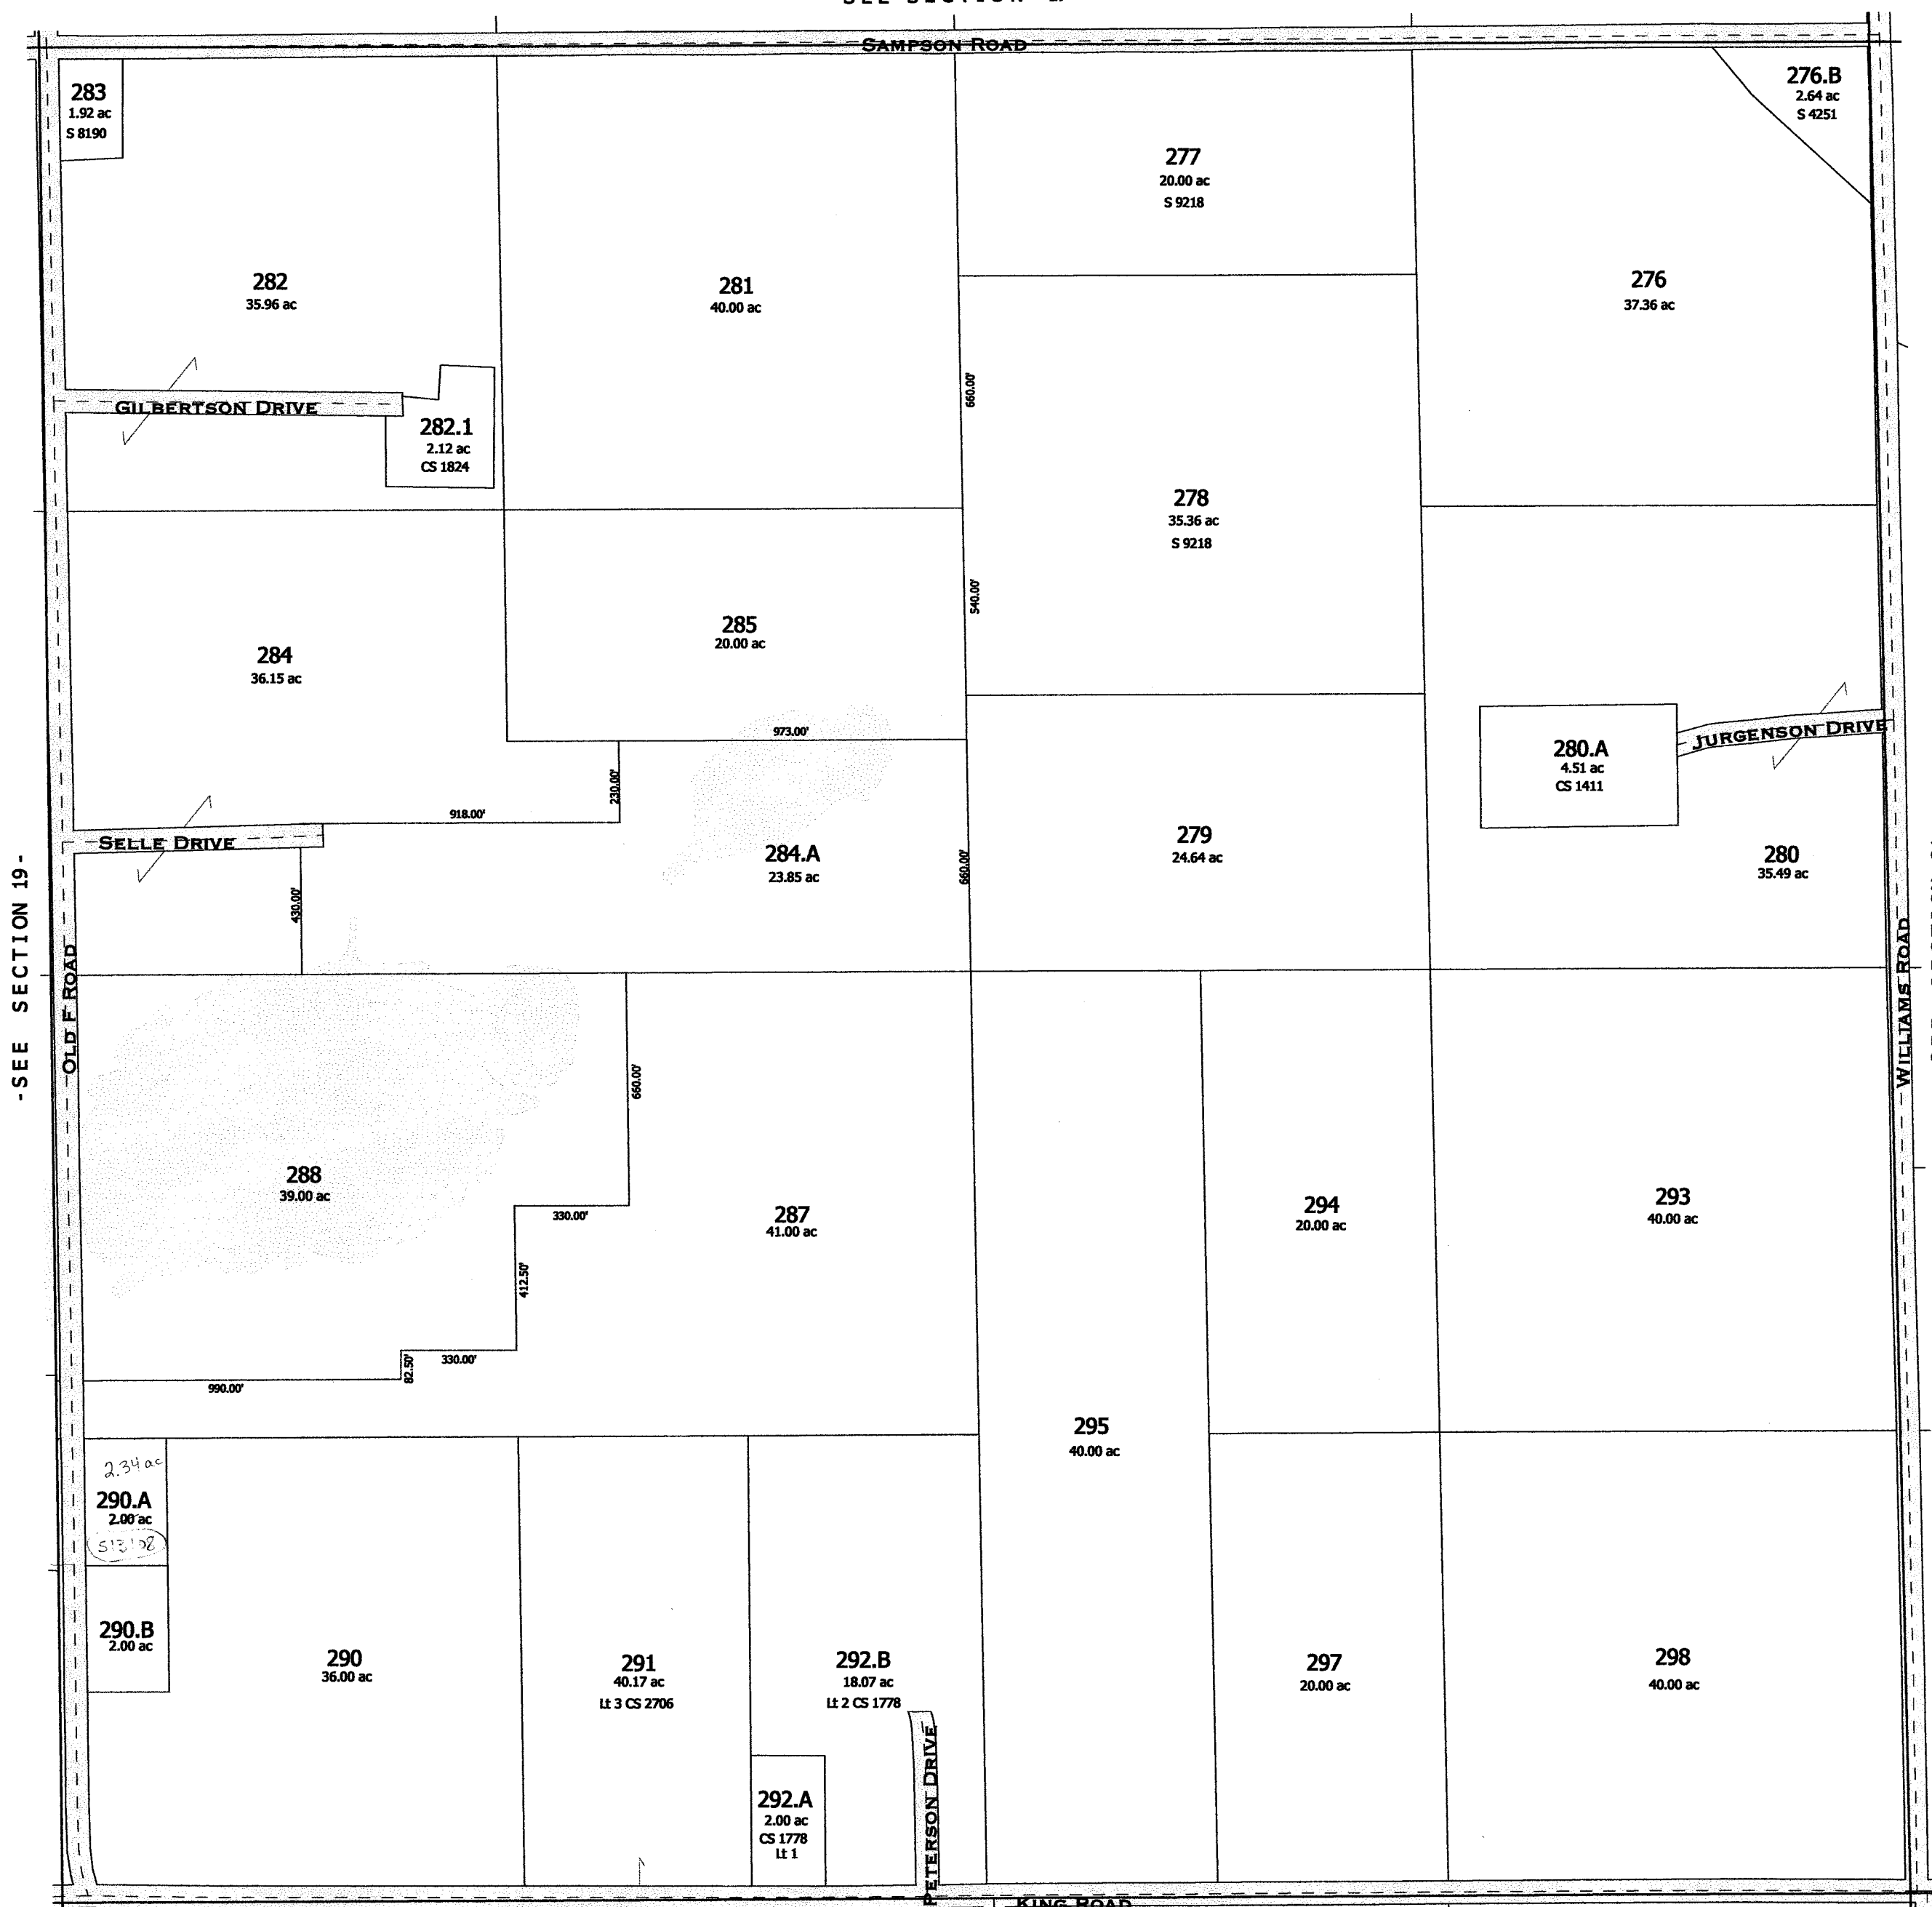 SAMPSON ROAD
283
1.92 ac
S 8190
276.B
2.64 ac
S 4251
277
20.00 ac
S 9218
282
35.96 ac
281
40.00 ac
276
37.36 ac
660.00'
GILBERTSON DRIVE
282.1
2.12 ac
CS 1824
278
35.36 ac
S 9218
540.00'
285
20.00 ac
284
36.15 ac
973.00'
230.00'
918.00'
JURGENSON DRIVE
280.A
4.51 ac
CS 1411
SELLE DRIVE
284.A
23.85 ac
660.00'
279
24.64 ac
280
35.49 ac
430.00'
-SEE SECTION 19-
OLD F ROAD
WILLIAMS ROAD
660.00'
288
39.00 ac
330.00'
287
41.00 ac
294
20.00 ac
293
40.00 ac
412.50'
330.00'
82.50'
990.00'
295
40.00 ac
2.34 ac
290.A
2.00 ac
S13108
290.B
2.00 ac
290
36.00 ac
291
40.17 ac
Lt 3 CS 2706
292.B
18.07 ac
Lt 2 CS 1778
297
20.00 ac
298
40.00 ac
PETERSON DRIVE
292.A
2.00 ac
CS 1778
Lt 1
KING ROAD